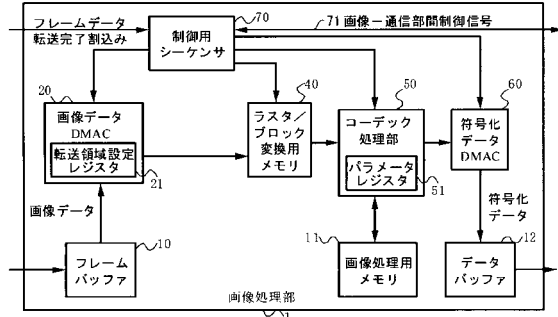 フレームデータ
転送完了割込み
制御用
シーケンサ
70
71 画像－通信部間制御信号
20
画像データ
DMAC
転送領域設定
レジスタ
21
40
ラスタ／
ブロック
変換用
メモリ
50
コーデック
処理部
パラメータ
レジスタ
51
60
符号化
データ
DMAC
画像データ
符号化
データ
10
フレーム
バッファ
11
画像処理用
メモリ
12
データ
バッファ
画像処理部
1